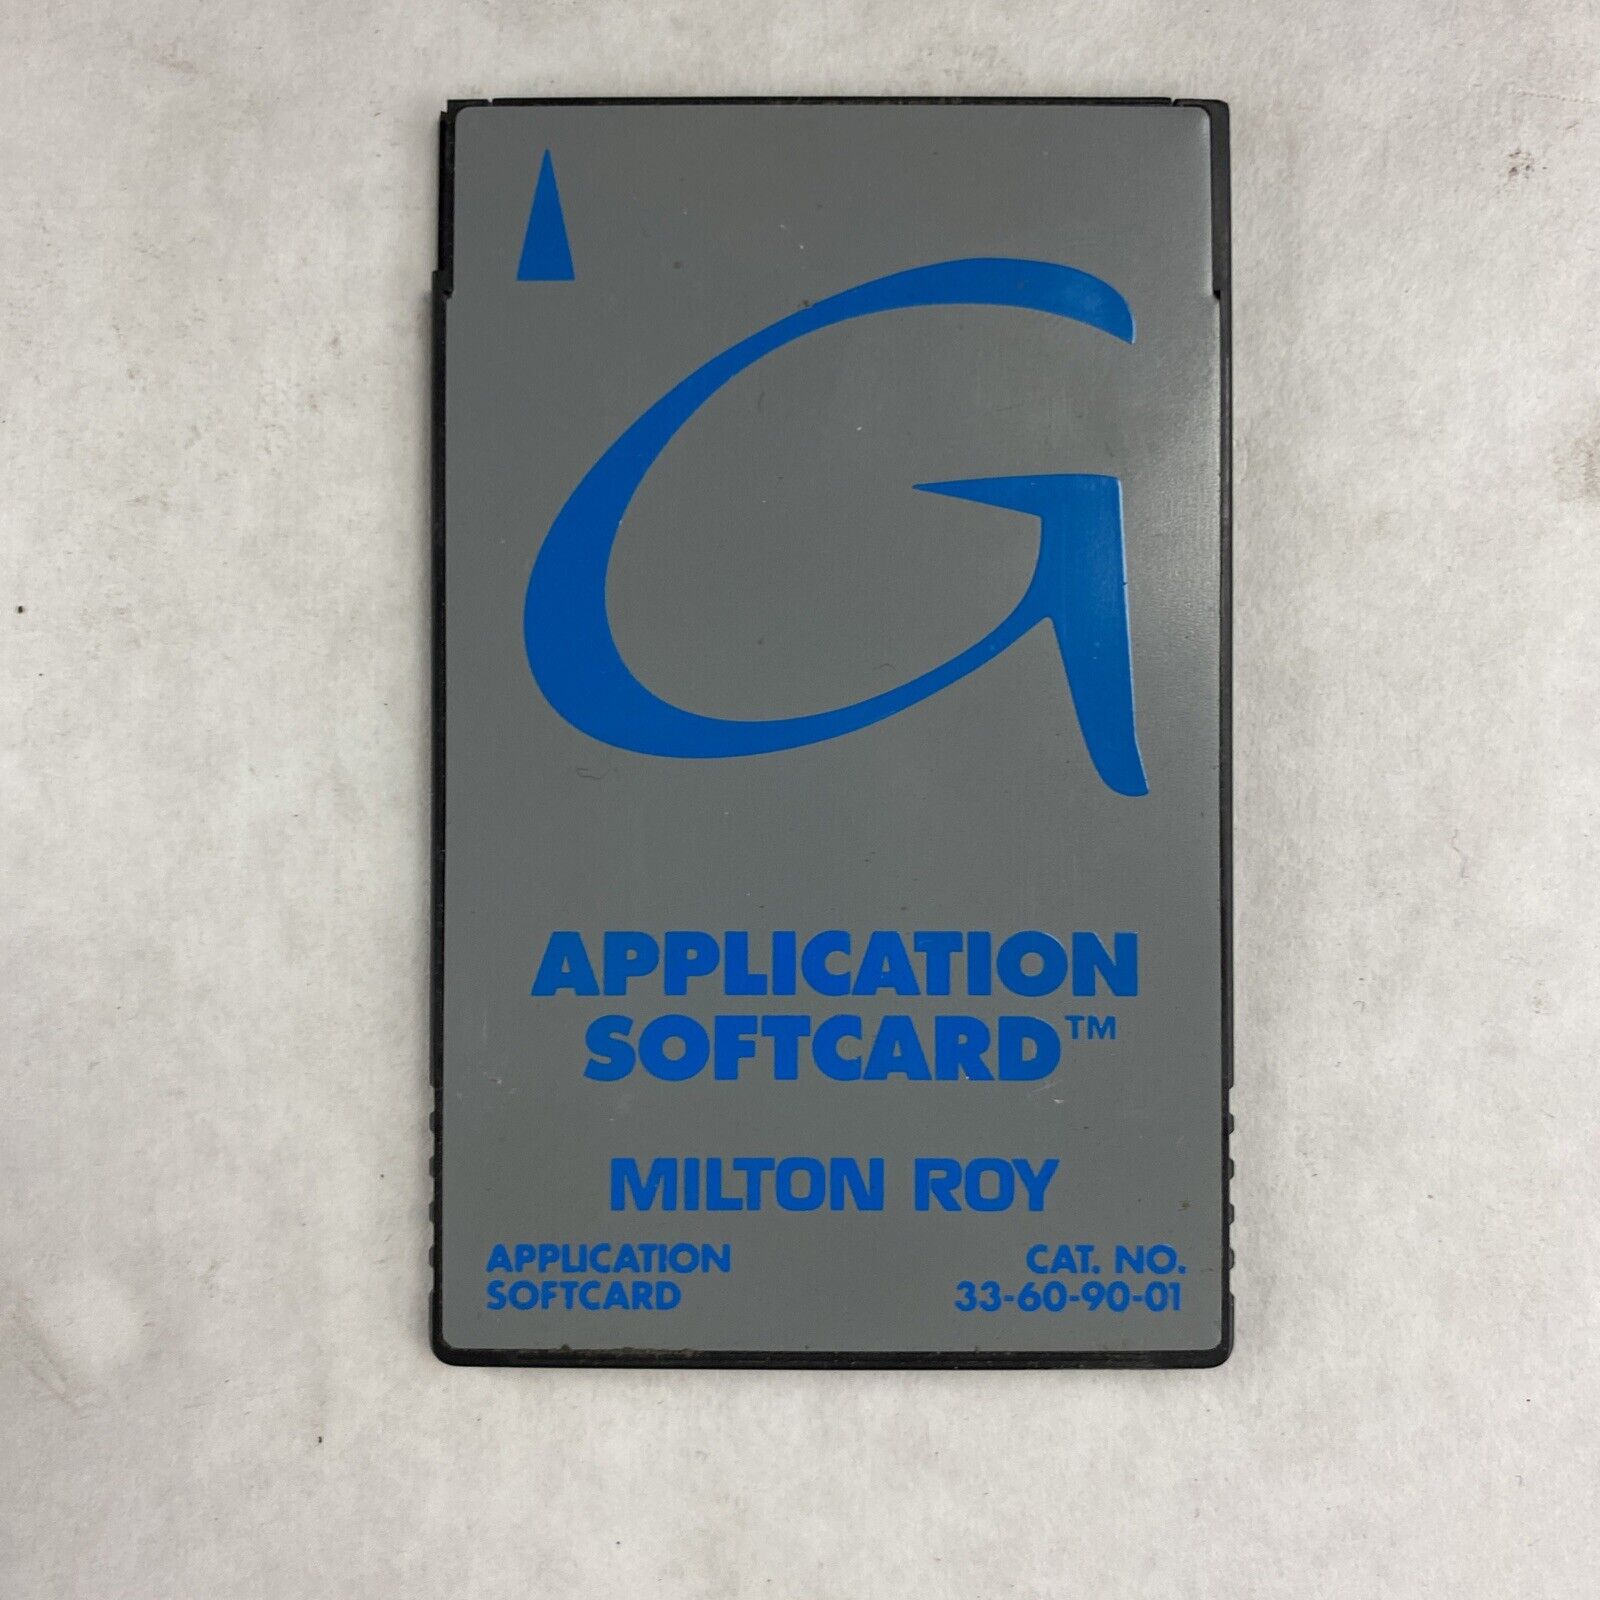 G
APPLICATION
SOFTCARD™
MILTON ROY
APPLICATION
SOFTCARD
CAT. NO.
33-60-90-01